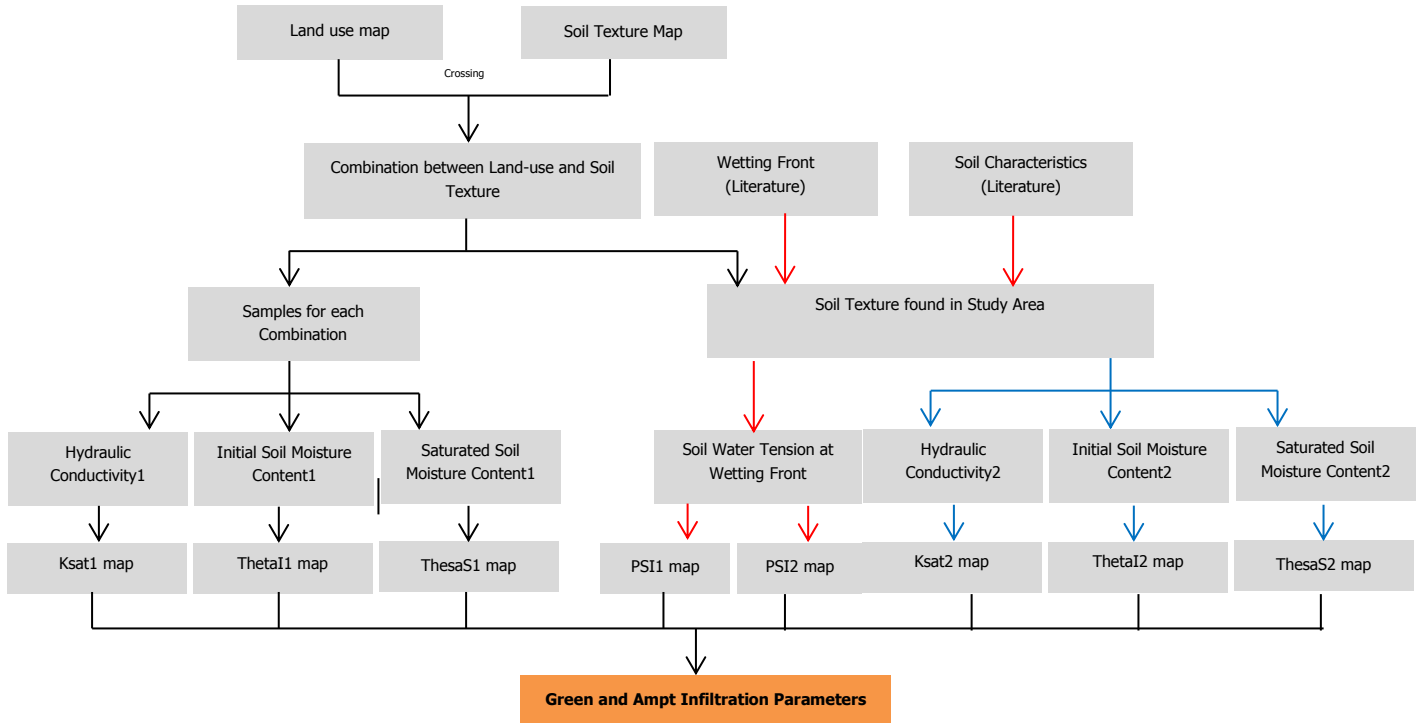 Land use map
Soil Texture Map
Crossing
Combination between Land-use and Soil
Texture
Wetting Front
(Literature)
Soil Characteristics
(Literature)
Samples for each
Combination
Soil Texture found in Study Area
Hydraulic
Conductivity1
Initial Soil Moisture
Content1
Saturated Soil
Moisture Content1
Soil Water Tension at
Wetting Front
Hydraulic
Conductivity2
Initial Soil Moisture
Content2
Saturated Soil
Moisture Content2
Ksat1 map
ThetaI1 map
ThesaS1 map
PSI1 map
PSI2 map
Ksat2 map
ThetaI2 map
ThesaS2 map
Green and Ampt Infiltration Parameters